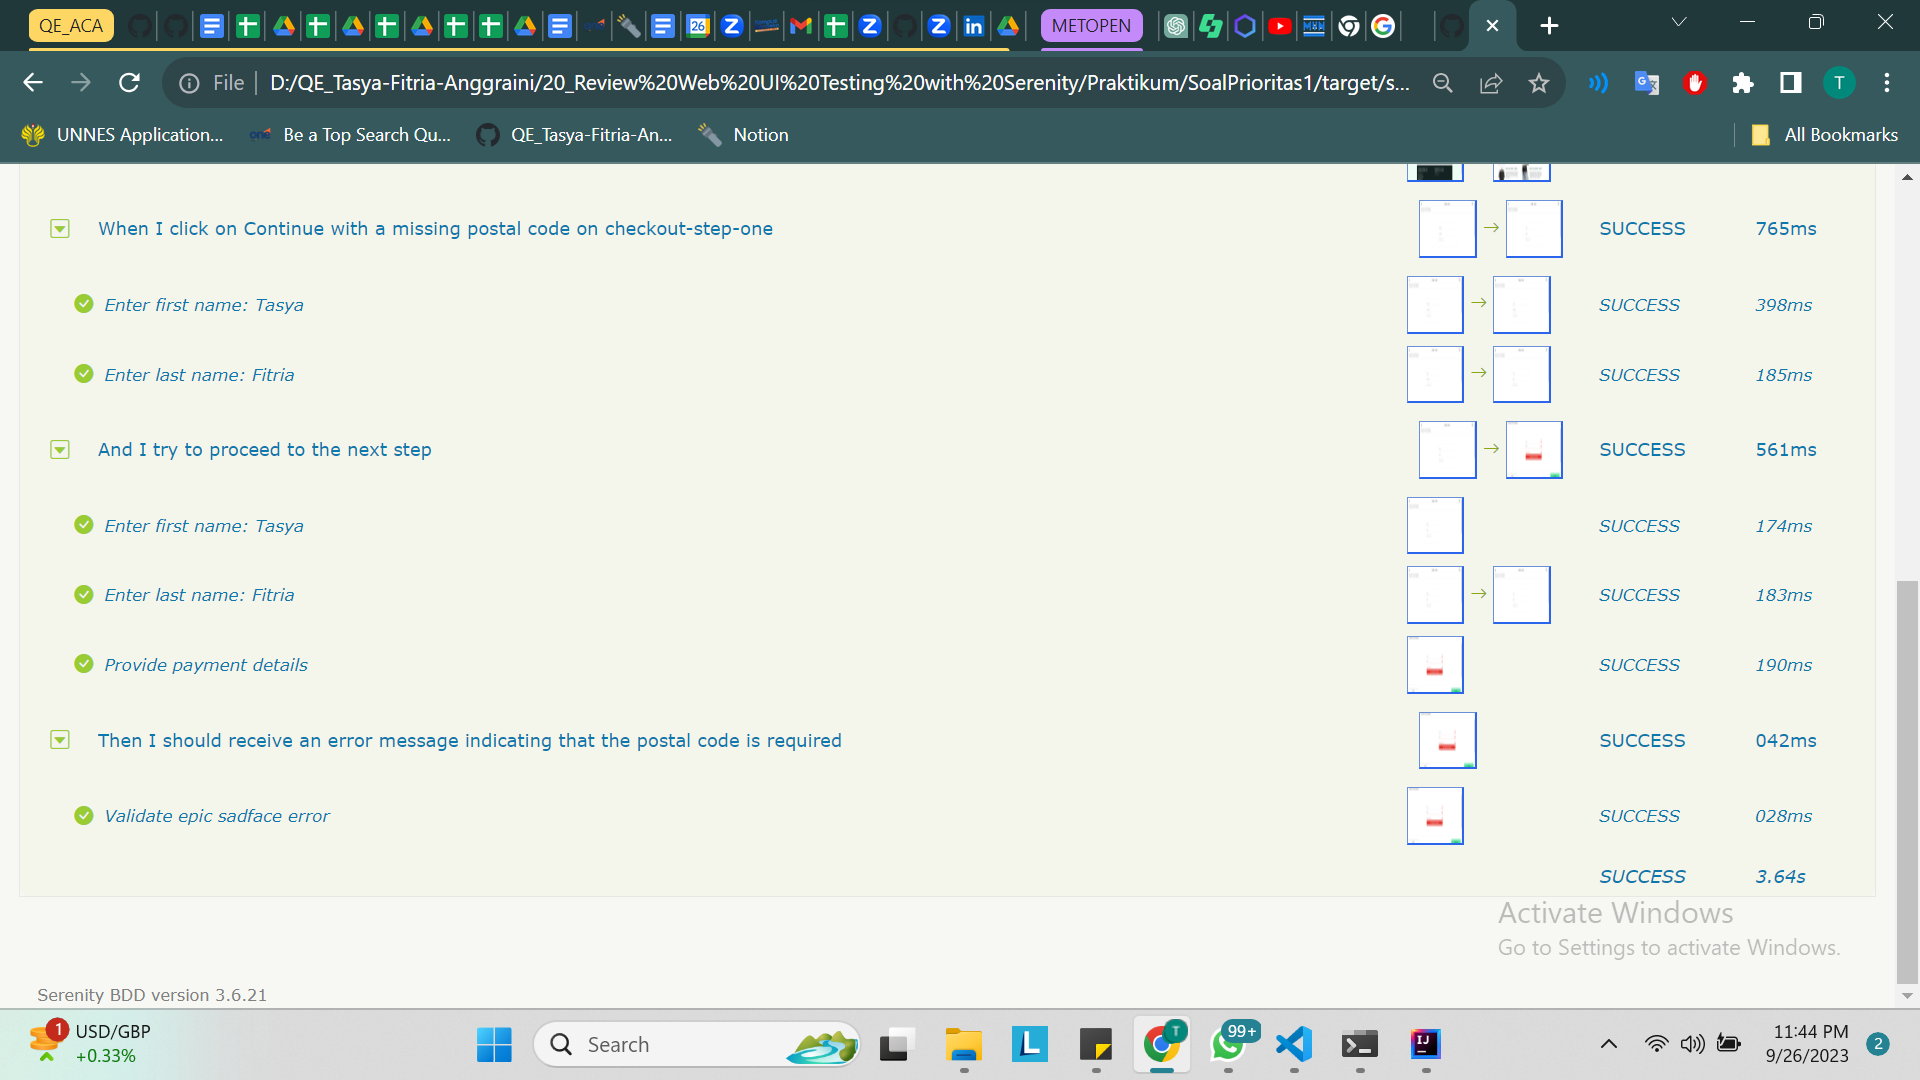 QE_ACA
METOPEN
File
D:/QE_Tasya-Fitria-Anggraini/20_Review%20Web%20UI%20Testing%20with%20Serenity/Praktikum/SoalPrioritas1/target/s...
T
UNNES Application...
one
Be a Top Search Qu...
QE_Tasya-Fitria-An...
Notion
All Bookmarks
When I click on Continue with a missing postal code on checkout-step-one SUCCESS 765ms
Enter first name: Tasya SUCCESS 398ms
Enter last name: Fitria SUCCESS 185ms
And I try to proceed to the next step SUCCESS 561ms
Enter first name: Tasya SUCCESS 174ms
Enter last name: Fitria SUCCESS 183ms
Provide payment details SUCCESS 190ms
Then I should receive an error message indicating that the postal code is required SUCCESS 042ms
Validate epic sadface error SUCCESS 028ms
SUCCESS 3.64s
Activate Windows
Go to Settings to activate Windows.
Serenity BDD version 3.6.21
1
USD/GBP
+0.33%
Search
L
T
99+
IJ
11:44 PM
9/26/2023
2